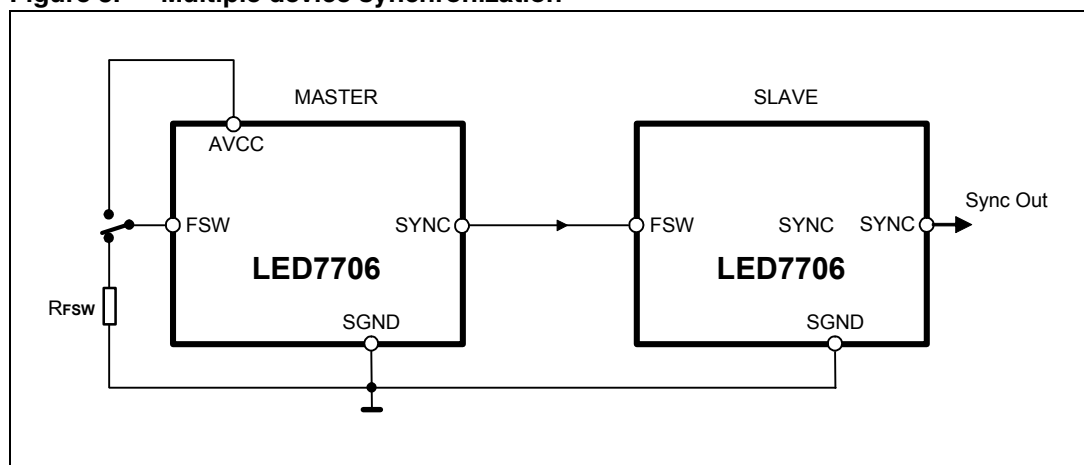 MASTER
SLAVE
AVCC
FSW
SYNC
FSW
SYNC
SYNC
Sync Out
LED7706
LED7706
RFSW
SGND
SGND